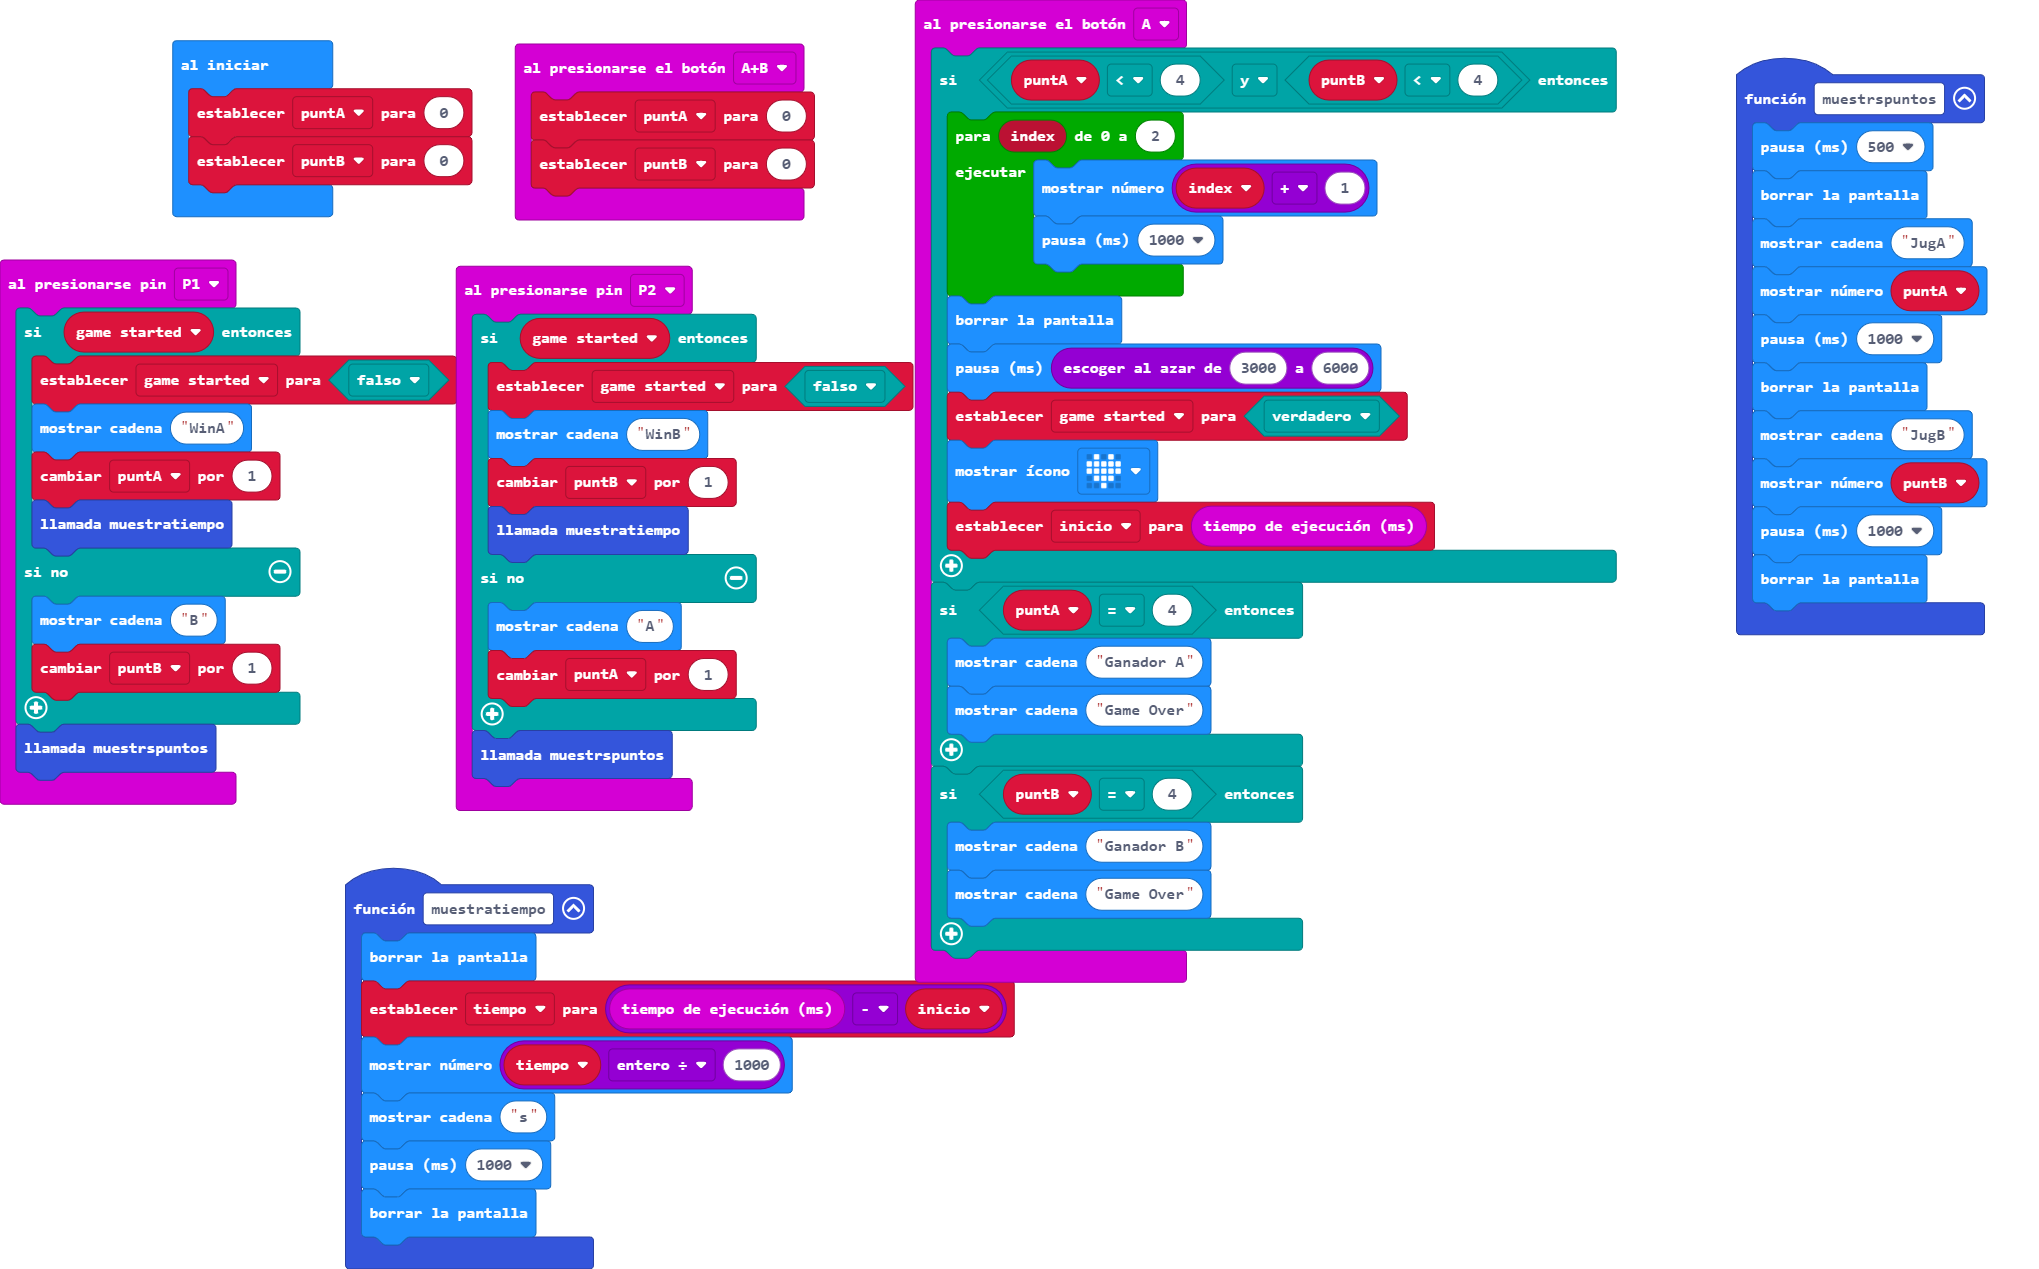 al iniciar
establecer puntA para 0
establecer puntB para 0
al presionarse el botón A+B
establecer puntA para 0
establecer puntB para 0
al presionarse pin P1
si game started entonces
establecer game started para falso
mostrar cadena "WinA"
cambiar puntA por 1
llamada muestratiempo
si no
mostrar cadena "B"
cambiar puntB por 1
llamada muestrspuntos
al presionarse pin P2
si game started entonces
establecer game started para falso
mostrar cadena "WinB"
cambiar puntB por 1
llamada muestratiempo
si no
mostrar cadena "A"
cambiar puntA por 1
llamada muestrspuntos
al presionarse el botón A
si puntA < 4 y puntB < 4 entonces
para index de 0 a 2
ejecutar
mostrar número index + 1
pausa (ms) 1000
borrar la pantalla
pausa (ms) escoger al azar de 3000 a 6000
establecer game started para verdadero
mostrar ícono
establecer inicio para tiempo de ejecución (ms)
si puntA = 4 entonces
mostrar cadena "Ganador A"
mostrar cadena "Game Over"
si puntB = 4 entonces
mostrar cadena "Ganador B"
mostrar cadena "Game Over"
función muestrspuntos
pausa (ms) 500
borrar la pantalla
mostrar cadena "JugA"
mostrar número puntA
pausa (ms) 1000
borrar la pantalla
mostrar cadena "JugB"
mostrar número puntB
pausa (ms) 1000
borrar la pantalla
función muestratiempo
borrar la pantalla
establecer tiempo para tiempo de ejecución (ms) - inicio
mostrar número tiempo entero ÷ 1000
mostrar cadena "s"
pausa (ms) 1000
borrar la pantalla